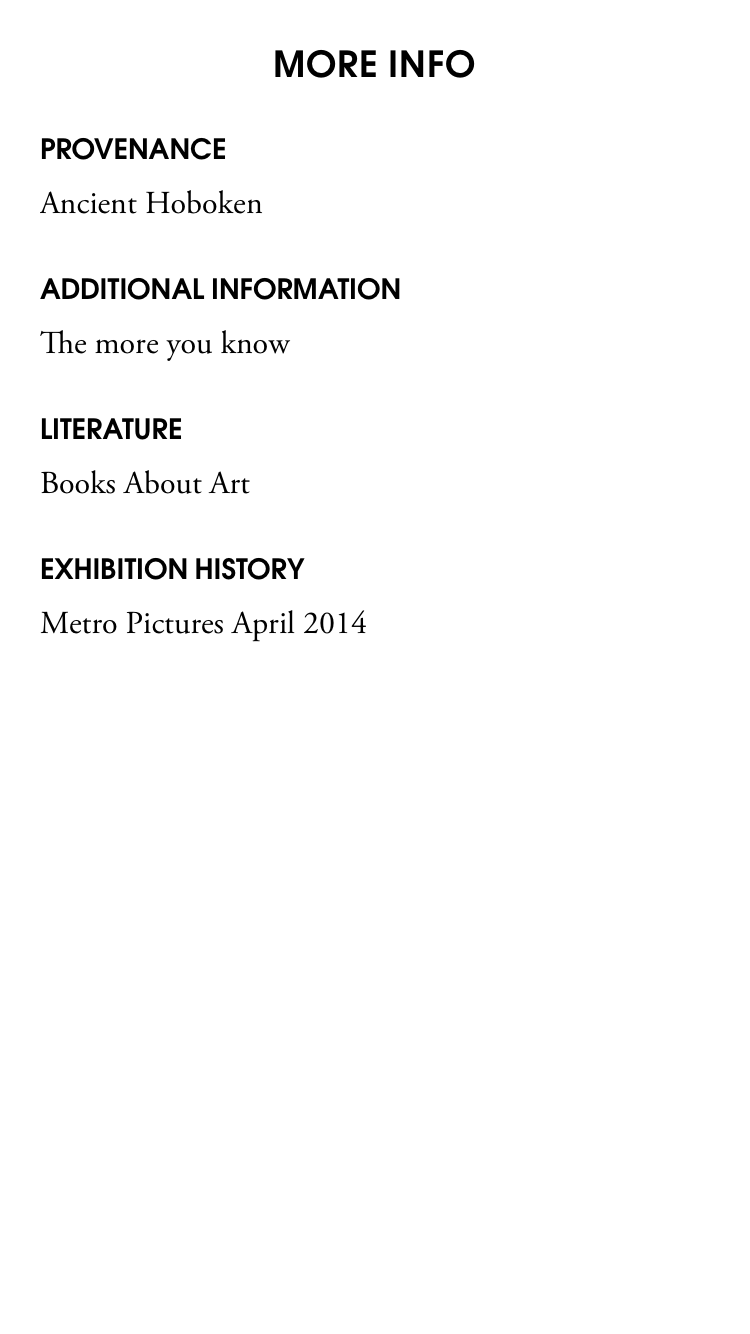 MORE INFO
PROVENANCE
Ancient Hoboken
ADDITIONAL INFORMATION
The more you know
LITERATURE
Books About Art
EXHIBITION HISTORY
Metro Pictures April 2014